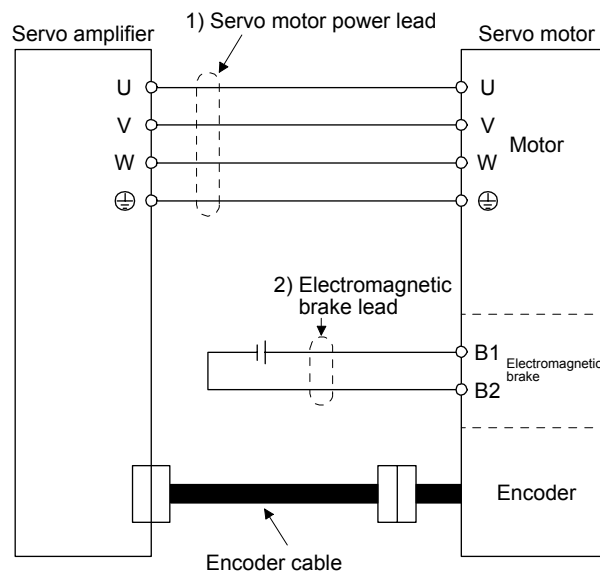 1) Servo motor power lead
Servo amplifier
Servo motor
U
U
V
V
Motor
W
W
2) Electromagnetic
brake lead
B1
Electromagnetic
brake
B2
Encoder
Encoder cable